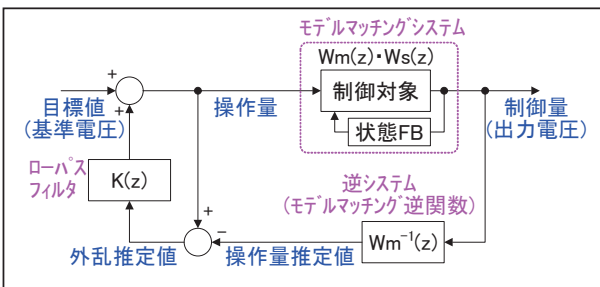 モデルマッチングシステム
Wm(z)・Ws(z)
+
制御対象
目標値
(基準電圧)
+
操作量
制御量
(出力電圧)
状態FB
ローパス
フィルタ
K(z)
逆システム
(モデルマッチング逆関数)
+
−
Wm⁻¹(z)
外乱推定値
操作量推定値